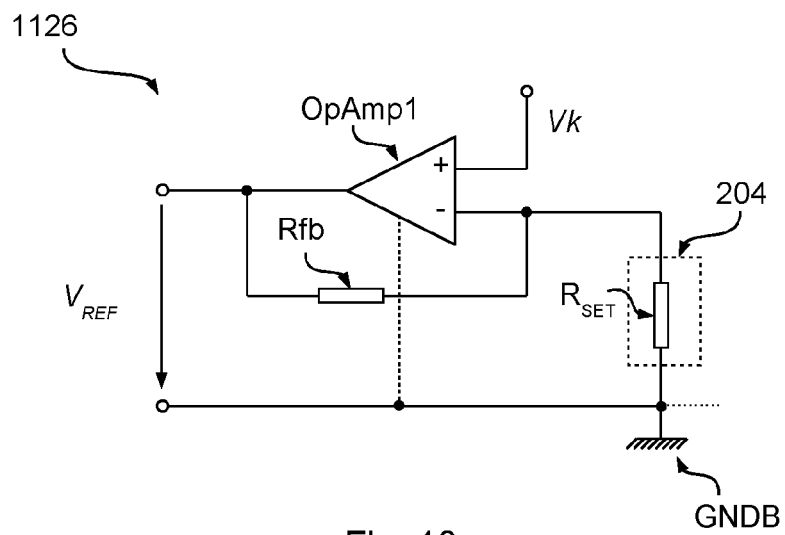 1126
OpAmp1
Vk
+
-
204
Rfb
VREF
RSET
GNDB